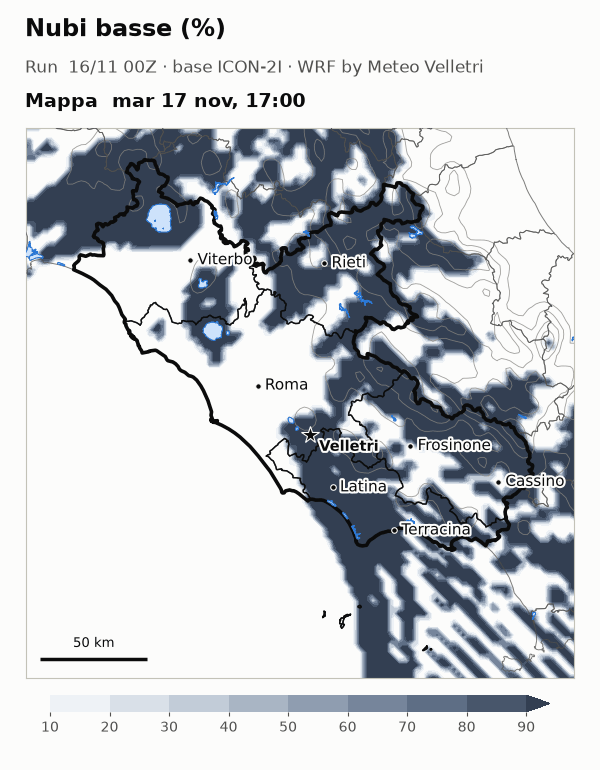 Nubi basse (%)
Run  16/11 00Z · base ICON-2I · WRF by Meteo Velletri
Mappa  mar 17 nov, 17:00
Viterbo
Rieti
Roma
Velletri
Frosinone
Latina
Cassino
Terracina
50 km
10 20 30 40 50 60 70 80 90